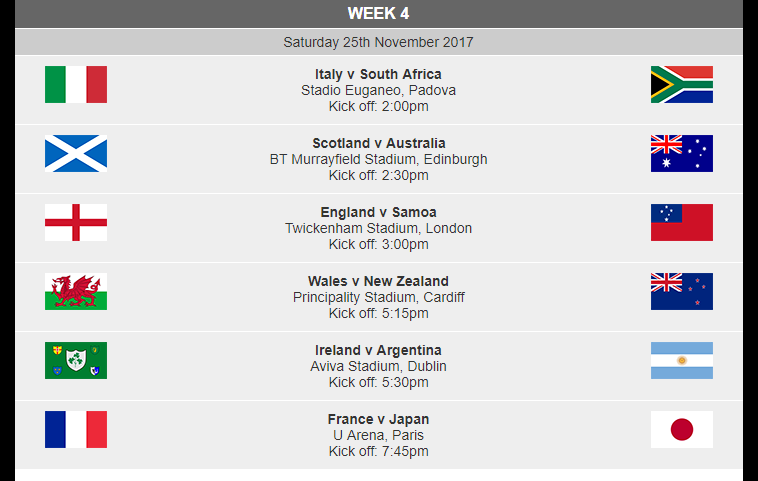 WEEK 4
Saturday 25th November 2017
Italy v South Africa
Stadio Euganeo, Padova
Kick off: 2:00pm
Scotland v Australia
BT Murrayfield Stadium, Edinburgh
Kick off: 2:30pm
England v Samoa
Twickenham Stadium, London
Kick off: 3:00pm
Wales v New Zealand
Principality Stadium, Cardiff
Kick off: 5:15pm
Ireland v Argentina
Aviva Stadium, Dublin
Kick off: 5:30pm
France v Japan
U Arena, Paris
Kick off: 7:45pm